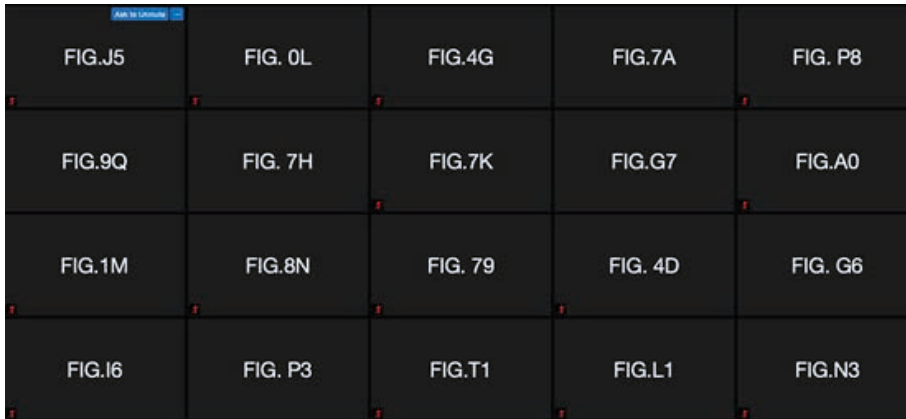 Ask to Unmute ...
FIG.J5
FIG. 0L
FIG.4G
FIG.7A
FIG. P8
FIG.9Q
FIG. 7H
FIG.7K
FIG.G7
FIG.A0
FIG.1M
FIG.8N
FIG. 79
FIG. 4D
FIG. G6
FIG.I6
FIG. P3
FIG.T1
FIG.L1
FIG.N3